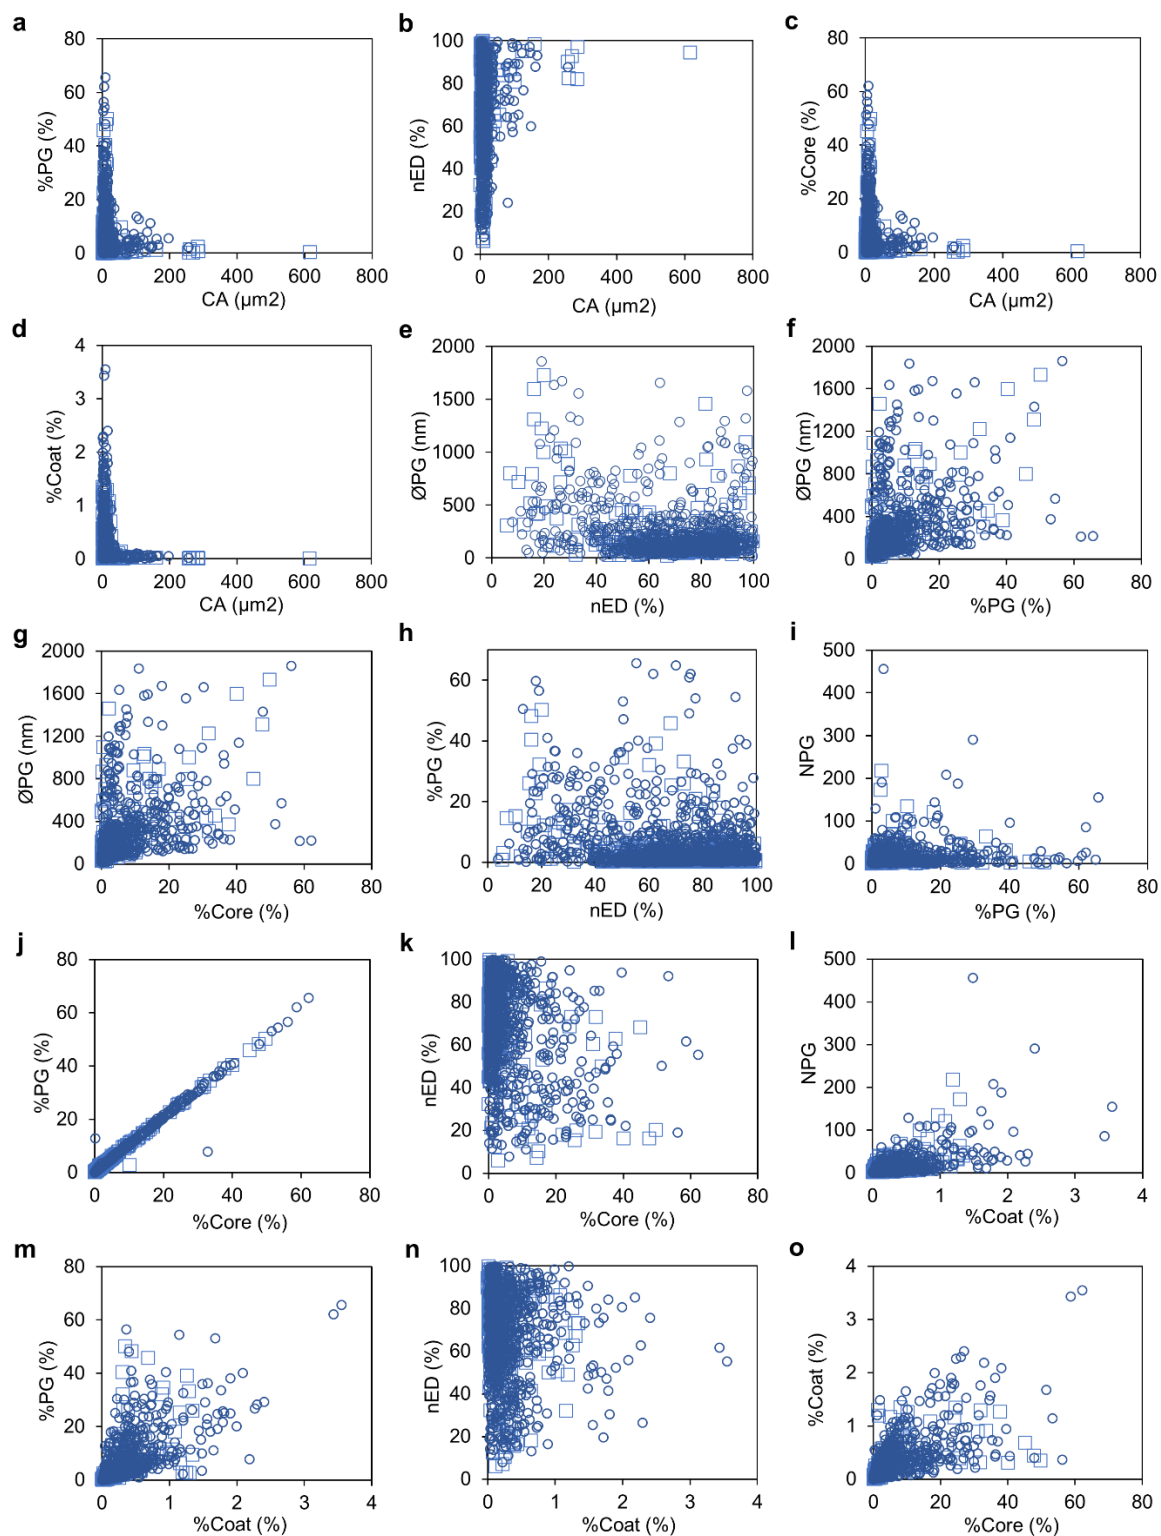 a b c
80 60 40 20 0
%PG (%)
0 200 400 600 800
CA (µm2)
100 80 60 40 20 0
nED (%)
0 200 400 600 800
CA (µm2)
80 60 40 20 0
%Core (%)
0 200 400 600 800
CA (µm2)
d e f
4 3 2 1 0
%Coat (%)
0 200 400 600 800
CA (µm2)
2000 1500 1000 500 0
ØPG (nm)
0 20 40 60 80 100
nED (%)
2000 1600 1200 800 400 0
ØPG (nm)
0 20 40 60 80
%PG (%)
g h i
2000 1600 1200 800 400 0
ØPG (nm)
0 20 40 60 80
%Core (%)
60 40 20 0
%PG (%)
0 20 40 60 80 100
nED (%)
500 400 300 200 100 0
NPG
0 20 40 60 80
%PG (%)
j k l
80 60 40 20 0
%PG (%)
0 20 40 60 80
%Core (%)
100 80 60 40 20 0
nED (%)
0 20 40 60 80
%Core (%)
500 400 300 200 100 0
NPG
0 1 2 3 4
%Coat (%)
m n o
80 60 40 20 0
%PG (%)
0 1 2 3 4
%Coat (%)
100 80 60 40 20 0
nED (%)
0 1 2 3 4
%Coat (%)
4 3 2 1 0
%Coat (%)
0 20 40 60 80
%Core (%)